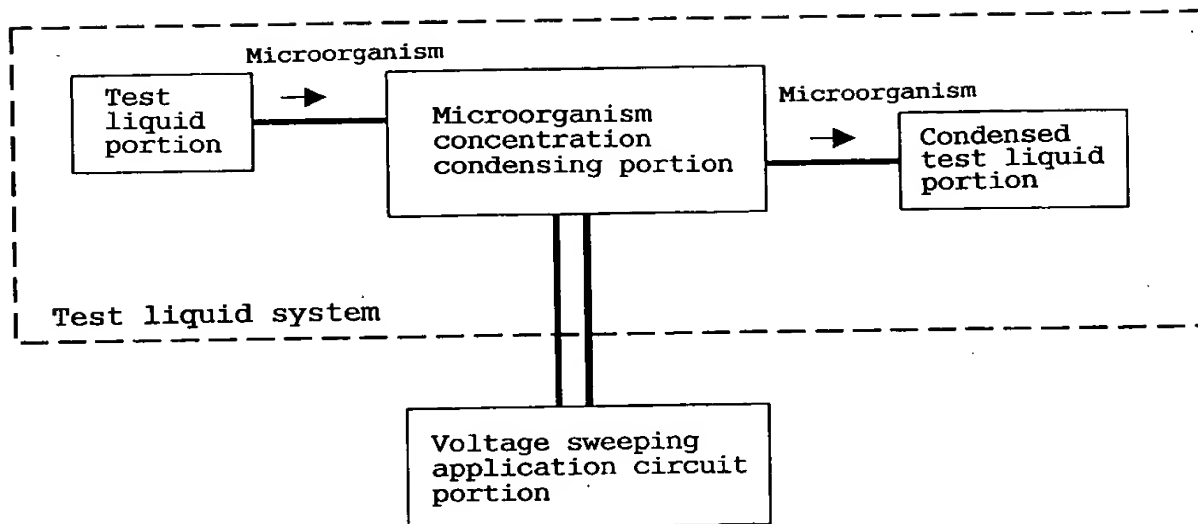 Microorganism
Test
liquid
portion
Microorganism
concentration
condensing portion
Microorganism
Condensed
test liquid
portion
Test liquid system
Voltage sweeping
application circuit
portion